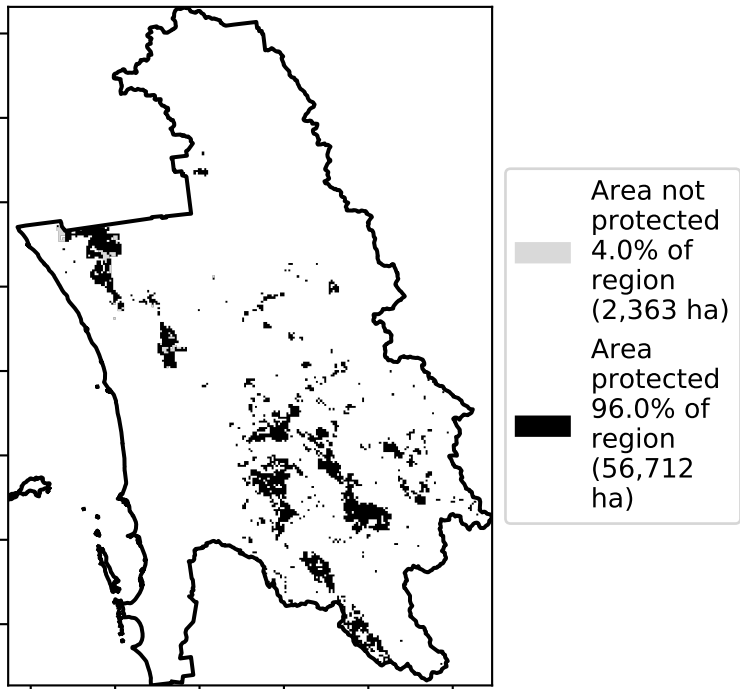 Area not
protected
4.0% of
region
(2,363 ha)
Area
protected
96.0% of
region
(56,712
ha)